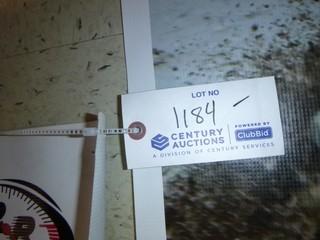 LOT NO
1184 -
CENTURY AUCTIONS
POWERED BY
ClubBid
A DIVISION OF CENTURY SERVICES